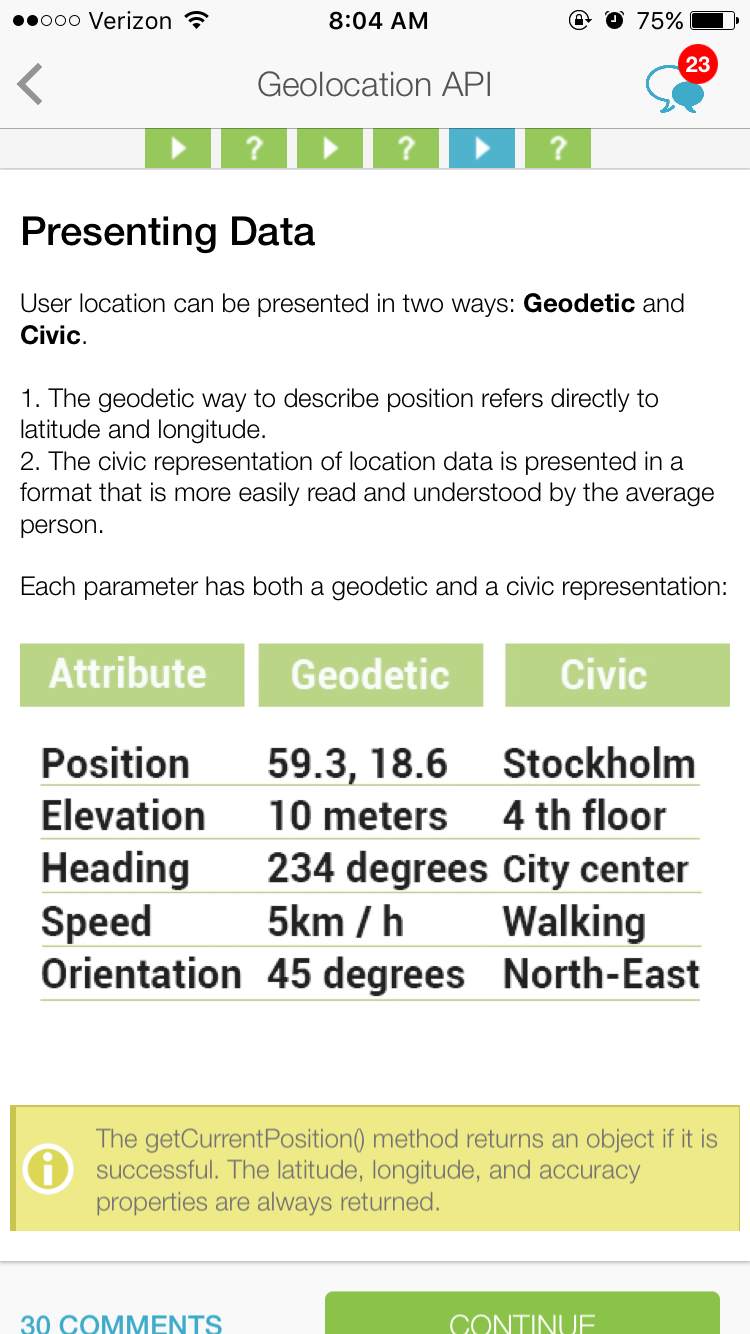 Verizon 8:04 AM 75%
Geolocation API 23
? ? ?
Presenting Data
User location can be presented in two ways: Geodetic and
Civic.
1. The geodetic way to describe position refers directly to
latitude and longitude.
2. The civic representation of location data is presented in a
format that is more easily read and understood by the average
person.
Each parameter has both a geodetic and a civic representation:
Attribute Geodetic Civic
Position 59.3, 18.6 Stockholm
Elevation 10 meters 4 th floor
Heading 234 degrees City center
Speed 5km / h Walking
Orientation 45 degrees North-East
The getCurrentPosition() method returns an object if it is
successful. The latitude, longitude, and accuracy
properties are always returned.
30 COMMENTS CONTINUE